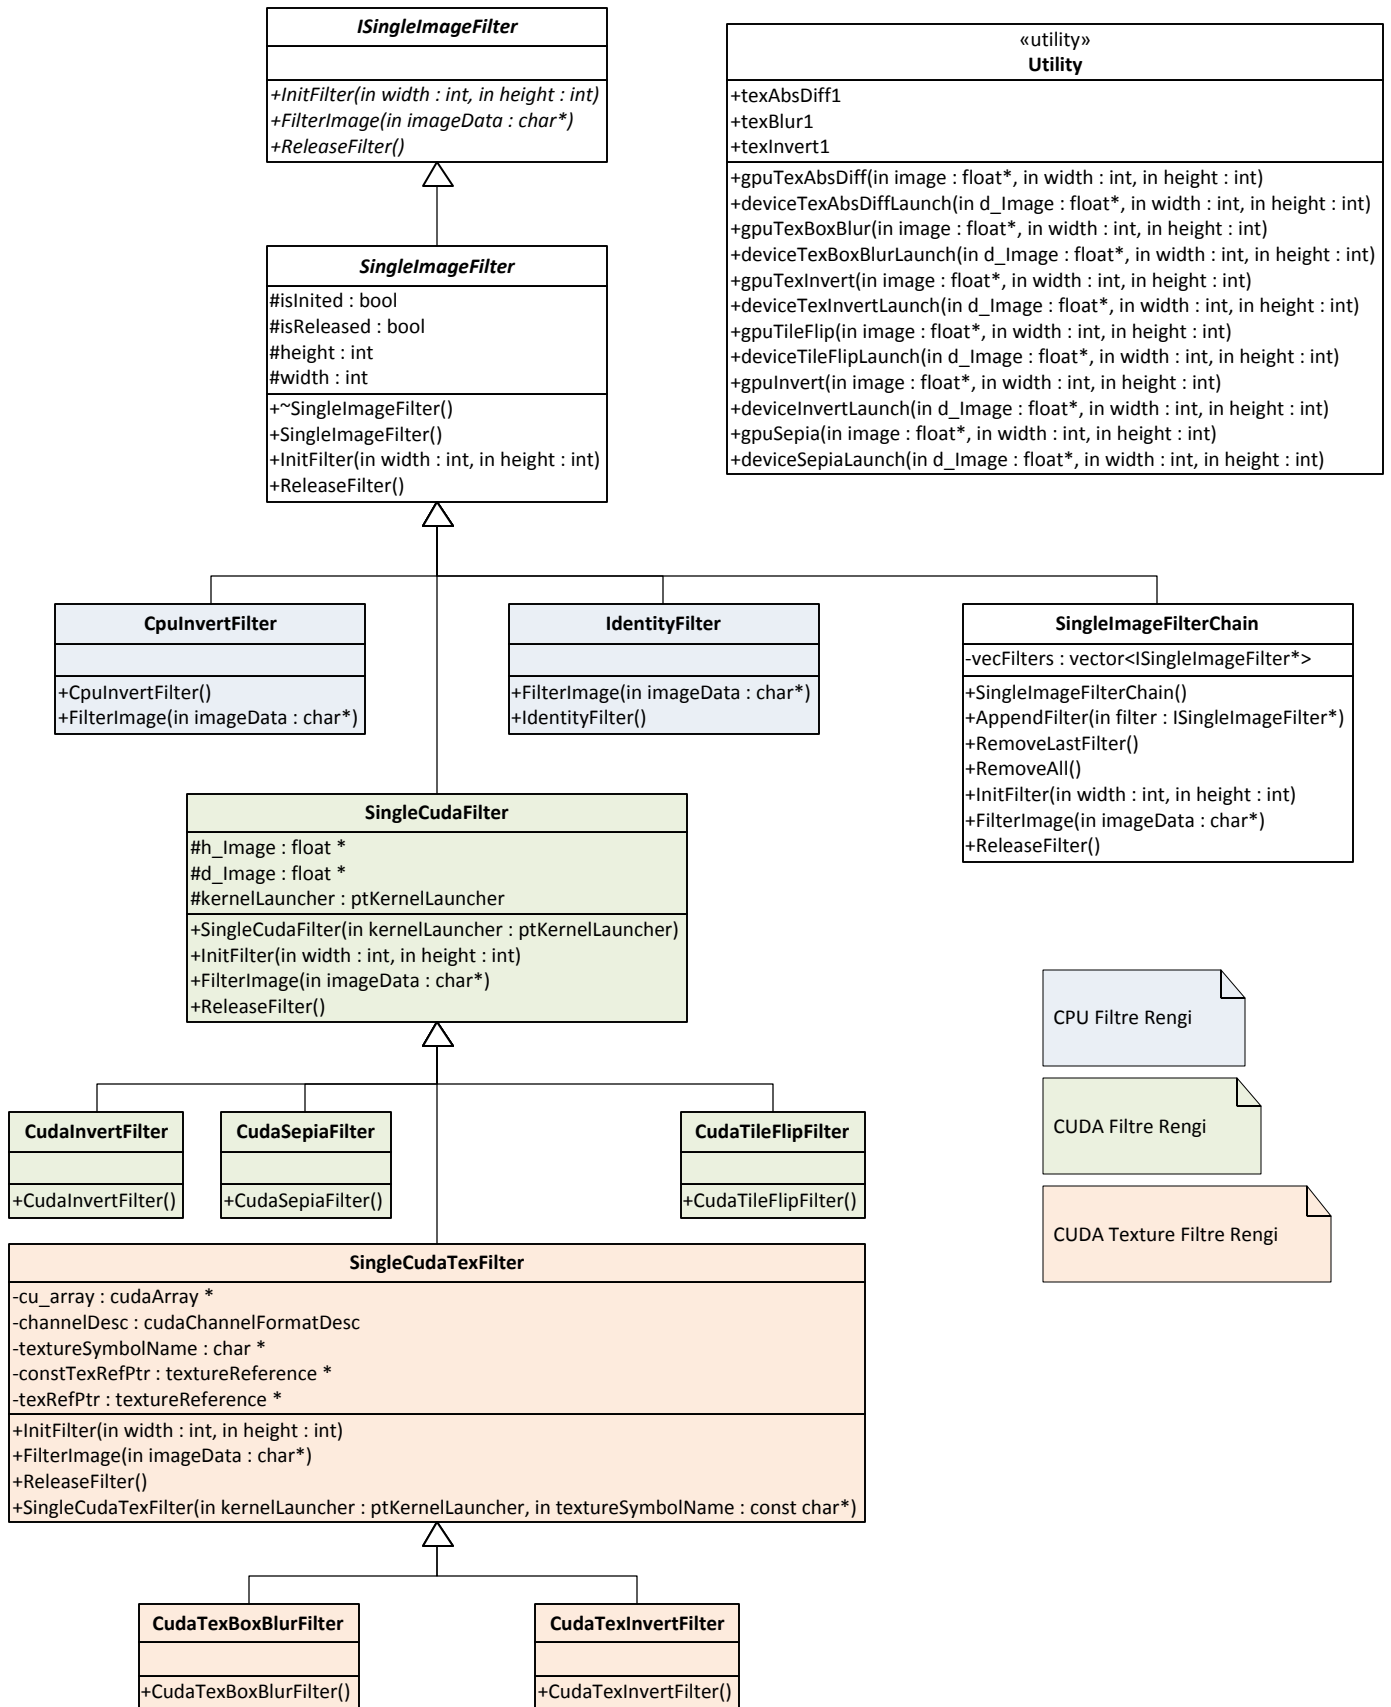 ISingleImageFilter
+InitFilter(in width : int, in height : int)
+FilterImage(in imageData : char*)
+ReleaseFilter()
«utility»
Utility
+texAbsDiff1
+texBlur1
+texInvert1
+gpuTexAbsDiff(in image : float*, in width : int, in height : int)
+deviceTexAbsDiffLaunch(in d_Image : float*, in width : int, in height : int)
+gpuTexBoxBlur(in image : float*, in width : int, in height : int)
+deviceTexBoxBlurLaunch(in d_Image : float*, in width : int, in height : int)
+gpuTexInvert(in image : float*, in width : int, in height : int)
+deviceTexInvertLaunch(in d_Image : float*, in width : int, in height : int)
+gpuTileFlip(in image : float*, in width : int, in height : int)
+deviceTileFlipLaunch(in d_Image : float*, in width : int, in height : int)
+gpuInvert(in image : float*, in width : int, in height : int)
+deviceInvertLaunch(in d_Image : float*, in width : int, in height : int)
+gpuSepia(in image : float*, in width : int, in height : int)
+deviceSepiaLaunch(in d_Image : float*, in width : int, in height : int)
SingleImageFilter
#isInited : bool
#isReleased : bool
#height : int
#width : int
+~SingleImageFilter()
+SingleImageFilter()
+InitFilter(in width : int, in height : int)
+ReleaseFilter()
CpuInvertFilter
+CpuInvertFilter()
+FilterImage(in imageData : char*)
IdentityFilter
+FilterImage(in imageData : char*)
+IdentityFilter()
SingleImageFilterChain
-vecFilters : vector<ISingleImageFilter*>
+SingleImageFilterChain()
+AppendFilter(in filter : ISingleImageFilter*)
+RemoveLastFilter()
+RemoveAll()
+InitFilter(in width : int, in height : int)
+FilterImage(in imageData : char*)
+ReleaseFilter()
SingleCudaFilter
#h_Image : float *
#d_Image : float *
#kernelLauncher : ptKernelLauncher
+SingleCudaFilter(in kernelLauncher : ptKernelLauncher)
+InitFilter(in width : int, in height : int)
+FilterImage(in imageData : char*)
+ReleaseFilter()
CPU Filtre Rengi
CUDA Filtre Rengi
CUDA Texture Filtre Rengi
CudaInvertFilter
+CudaInvertFilter()
CudaSepiaFilter
+CudaSepiaFilter()
CudaTileFlipFilter
+CudaTileFlipFilter()
SingleCudaTexFilter
-cu_array : cudaArray *
-channelDesc : cudaChannelFormatDesc
-textureSymbolName : char *
-constTexRefPtr : textureReference *
-texRefPtr : textureReference *
+InitFilter(in width : int, in height : int)
+FilterImage(in imageData : char*)
+ReleaseFilter()
+SingleCudaTexFilter(in kernelLauncher : ptKernelLauncher, in textureSymbolName : const char*)
CudaTexBoxBlurFilter
+CudaTexBoxBlurFilter()
CudaTexInvertFilter
+CudaTexInvertFilter()